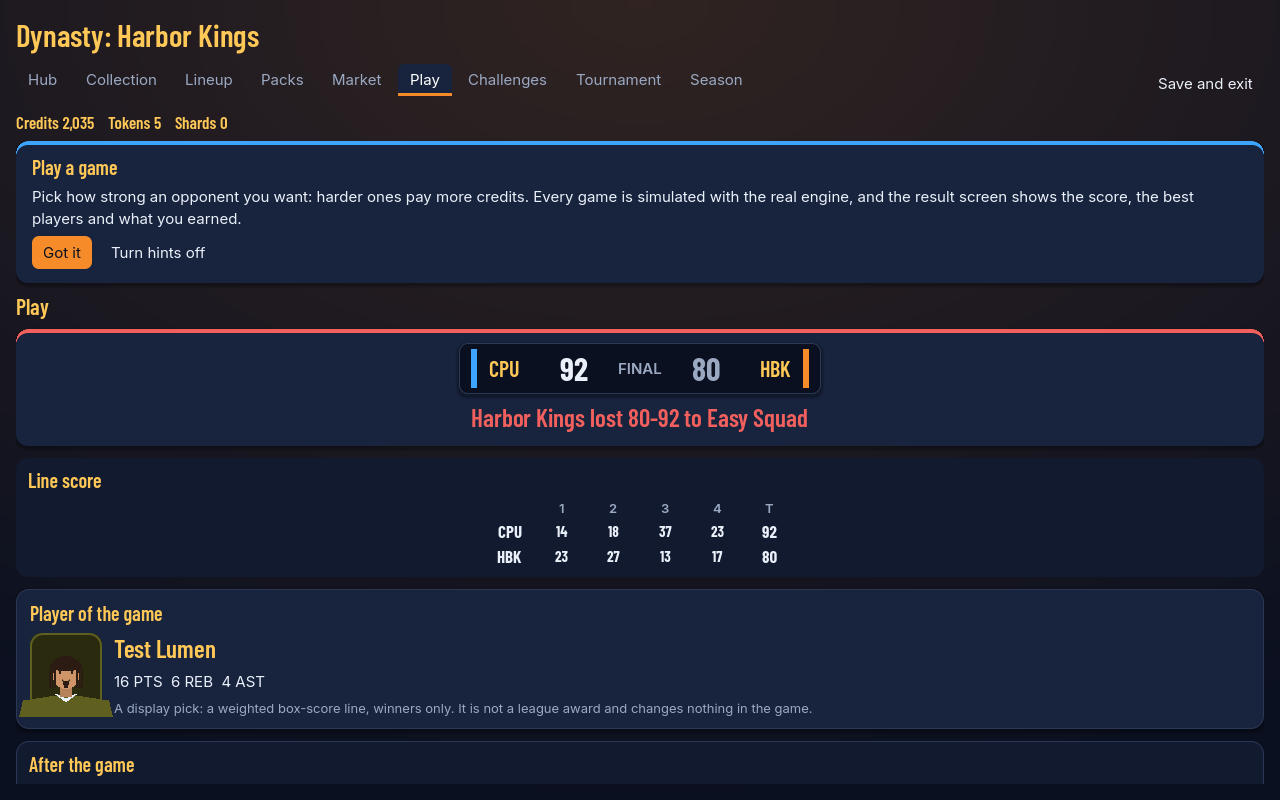 Dynasty: Harbor Kings
Hub Collection Lineup Packs Market Play Challenges Tournament Season Save and exit
Credits 2,035 Tokens 5 Shards 0
Play a game
Pick how strong an opponent you want: harder ones pay more credits. Every game is simulated with the real engine, and the result screen shows the score, the best
players and what you earned.
Got it Turn hints off
Play
CPU 92 FINAL 80 HBK
Harbor Kings lost 80-92 to Easy Squad
Line score
1 2 3 4 T
CPU 14 18 37 23 92
HBK 23 27 13 17 80
Player of the game
Test Lumen
16 PTS 6 REB 4 AST
A display pick: a weighted box-score line, winners only. It is not a league award and changes nothing in the game.
After the game